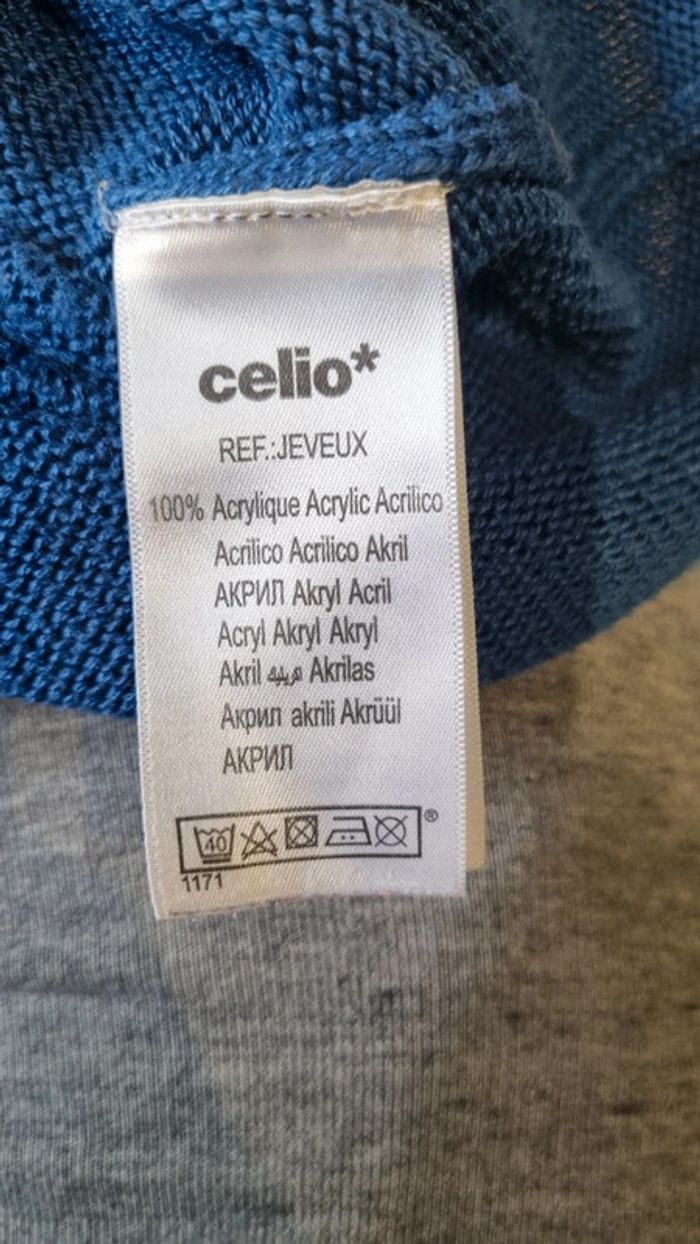 celio*
REF.:JEVEUX
100% Acrylique Acrylic Acrilico
Acrilico Acrilico Akril
АКРИЛ Akryl Acril
Acryl Akryl Akryl
Akril Akrilas
Акрил akrili Akrüül
АКРИЛ
40
®
1171